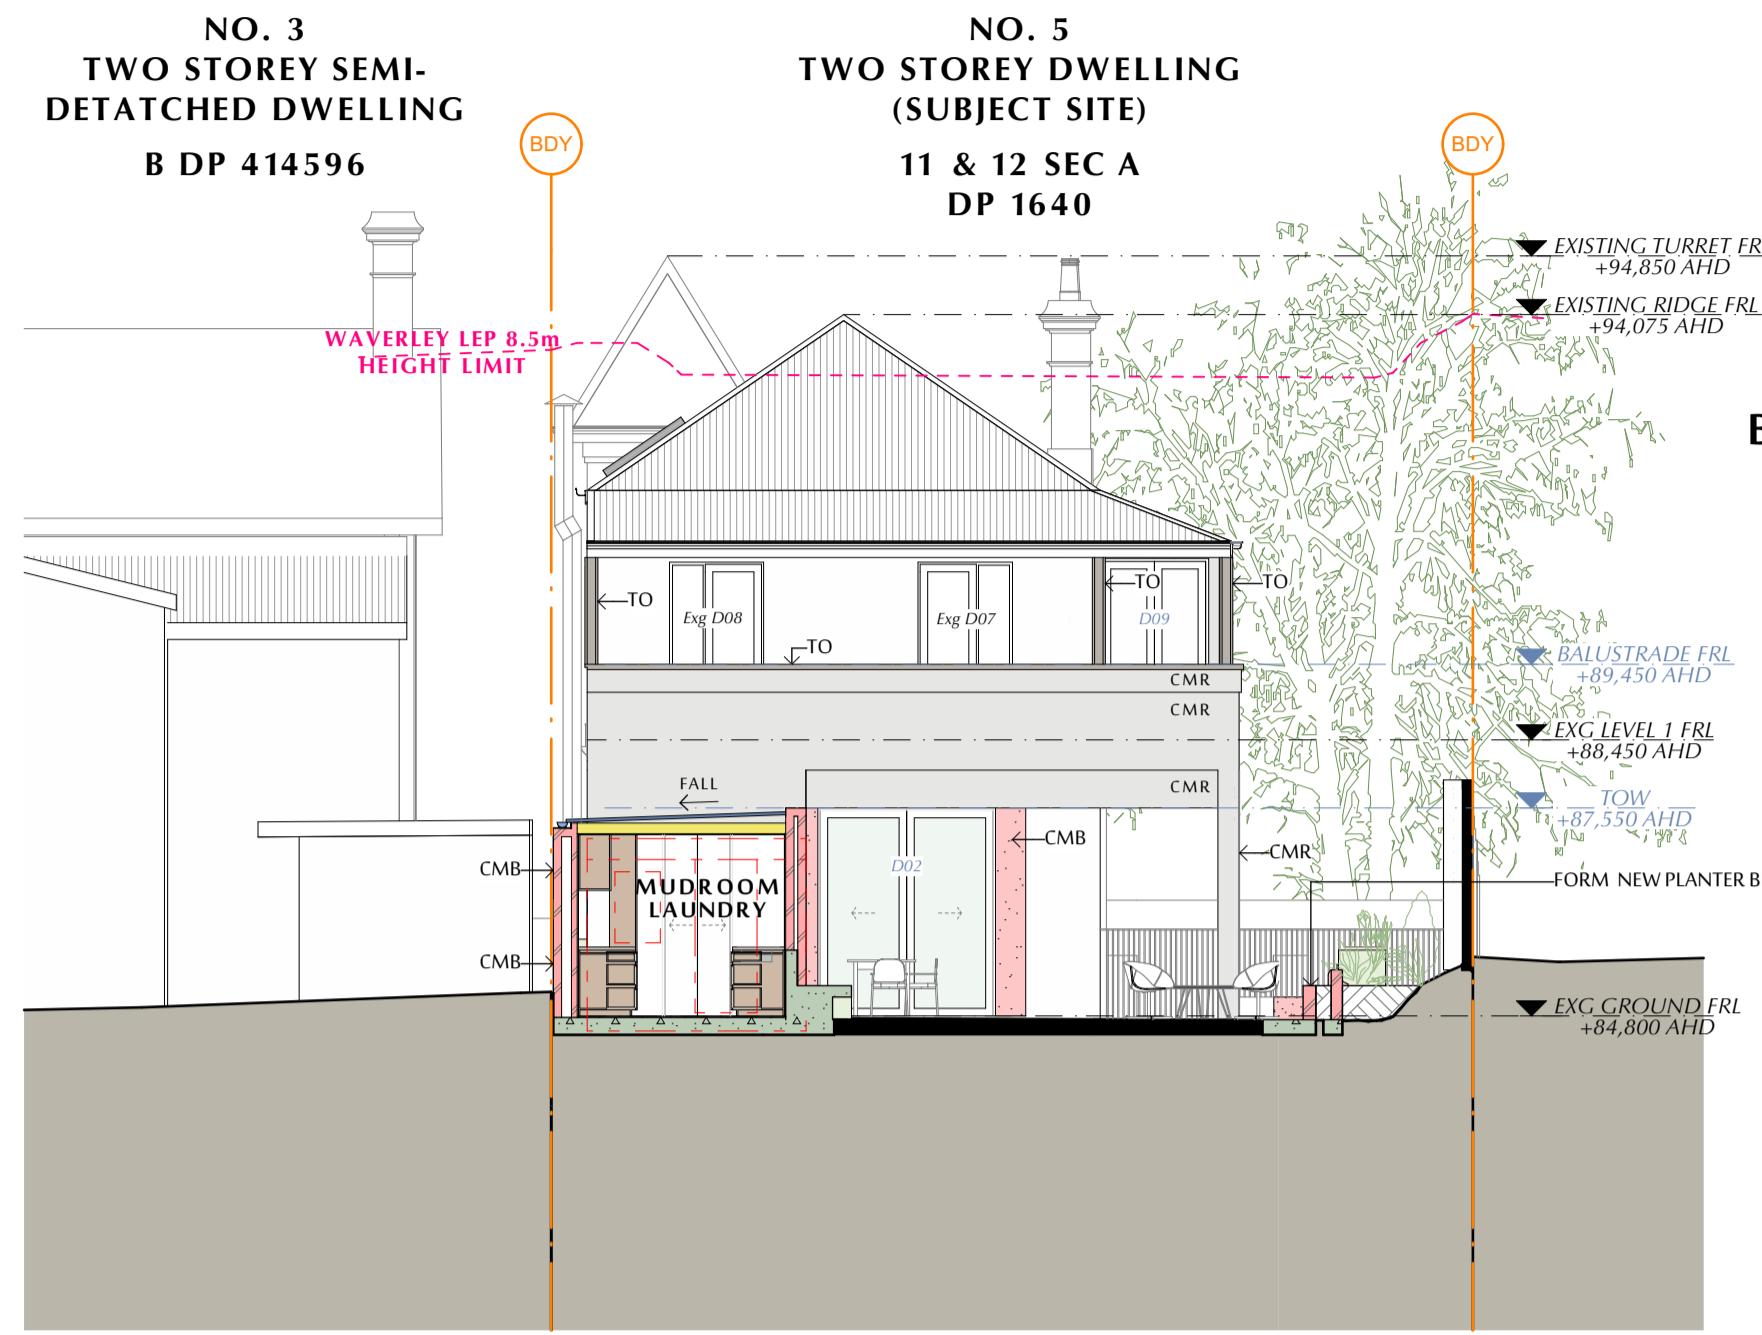 NO. 3
TWO STOREY SEMI-
DETATCHED DWELLING
B DP 414596
NO. 5
TWO STOREY DWELLING
(SUBJECT SITE)
11 & 12 SEC A
DP 1640
BDY
BDY
EXISTING TURRET FR
+94,850 AHD
EXISTING RIDGE FRL
+94,075 AHD
WAVERLEY LEP 8.5m
HEIGHT LIMIT
TO
Exg D08
Exg D07
TO
D09
TO
TO
BALUSTRADE FRL
+89,450 AHD
CMR
CMR
EXG LEVEL 1 FRL
+88,450 AHD
FALL
CMR
TOW
+87,550 AHD
CMB
CMB
MUDROOM
LAUNDRY
D02
CMB
CMR
FORM NEW PLANTER B
EXG GROUND FRL
+84,800 AHD